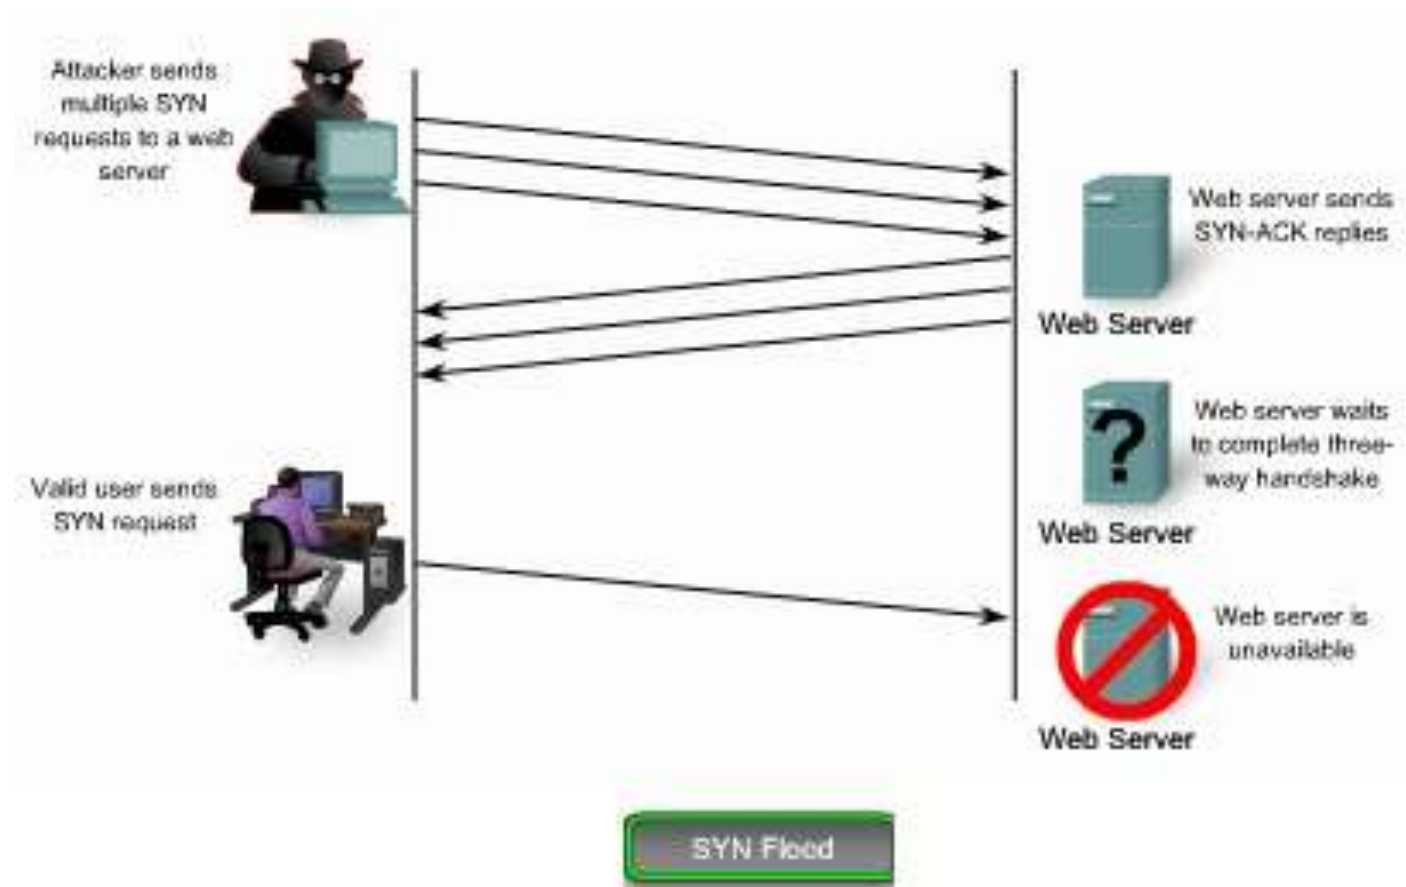 Attacker sends
multiple SYN
requests to a web
server
Web server sends
SYN-ACK replies
Web Server
Web server waits
to complete three-
way handshake
Web Server
Valid user sends
SYN request
Web server is
unavailable
Web Server
SYN Flood